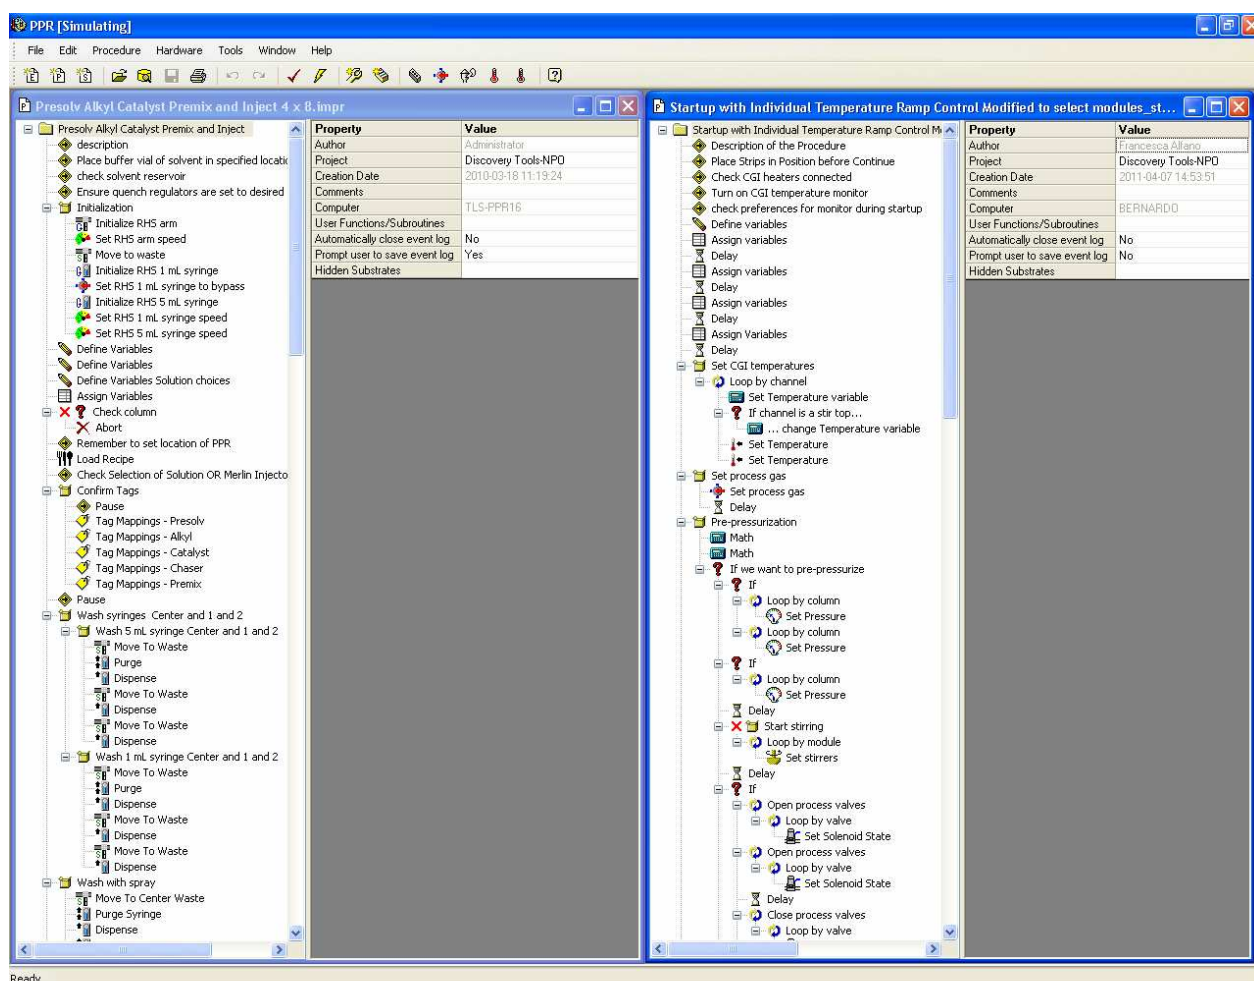 PPR [Simulating]
File Edit Procedure Hardware Tools Window Help
Presolv Alkyl Catalyst Premix and Inject 4 x 8.impr
Presolv Alkyl Catalyst Premix and Inject
description
Place buffer vial of solvent in specified locatic
check solvent reservoir
Ensure quench regulators are set to desired
Initialization
Initialize RHS arm
Set RHS arm speed
Move to waste
Initialize RHS 1 mL syringe
Set RHS 1 mL syringe to bypass
Initialize RHS 5 mL syringe
Set RHS 1 mL syringe speed
Set RHS 5 mL syringe speed
Define Variables
Define Variables
Define Variables Solution choices
Assign Variables
Check column
Abort
Remember to set location of PPR
Load Recipe
Check Selection of Solution OR Merlin Injecto
Confirm Tags
Pause
Tag Mappings - Presolv
Tag Mappings - Alkyl
Tag Mappings - Catalyst
Tag Mappings - Chaser
Tag Mappings - Premix
Pause
Wash syringes Center and 1 and 2
Wash 5 mL syringe Center and 1 and 2
Move To Waste
Purge
Dispense
Move To Waste
Dispense
Move To Waste
Dispense
Wash 1 mL syringe Center and 1 and 2
Move To Waste
Purge
Dispense
Move To Waste
Dispense
Move To Waste
Dispense
Wash with spray
Move To Center Waste
Purge Syringe
Dispense
Property Value
Author Administrator
Project Discovery Tools-NPO
Creation Date 2010-03-18 11:19:24
Comments
Computer TLS-PPR16
User Functions/Subroutines
Automatically close event log No
Prompt user to save event log Yes
Hidden Substrates
Startup with Individual Temperature Ramp Control Modified to select modules_st...
Startup with Individual Temperature Ramp Control M
Description of the Procedure
Place Strips in Position before Continue
Check CGI heaters connected
Turn on CGI temperature monitor
check preferences for monitor during startup
Define variables
Assign variables
Delay
Assign variables
Delay
Assign variables
Delay
Assign Variables
Delay
Set CGI temperatures
Loop by channel
Set Temperature variable
If channel is a stir top...
... change Temperature variable
Set Temperature
Set Temperature
Set process gas
Set process gas
Delay
Pre-pressurization
Math
Math
If we want to pre-pressurize
If
Loop by column
Set Pressure
Loop by column
Set Pressure
If
Loop by column
Set Pressure
Delay
Start stirring
Loop by module
Set stirrers
Delay
If
Open process valves
Loop by valve
Set Solenoid State
Open process valves
Loop by valve
Set Solenoid State
Delay
Close process valves
Loop by valve
Property Value
Author Francesca Allano
Project Discovery Tools-NPO
Creation Date 2011-04-07 14:53:51
Comments
Computer BERNARDO
User Functions/Subroutines
Automatically close event log No
Prompt user to save event log No
Hidden Substrates
Ready